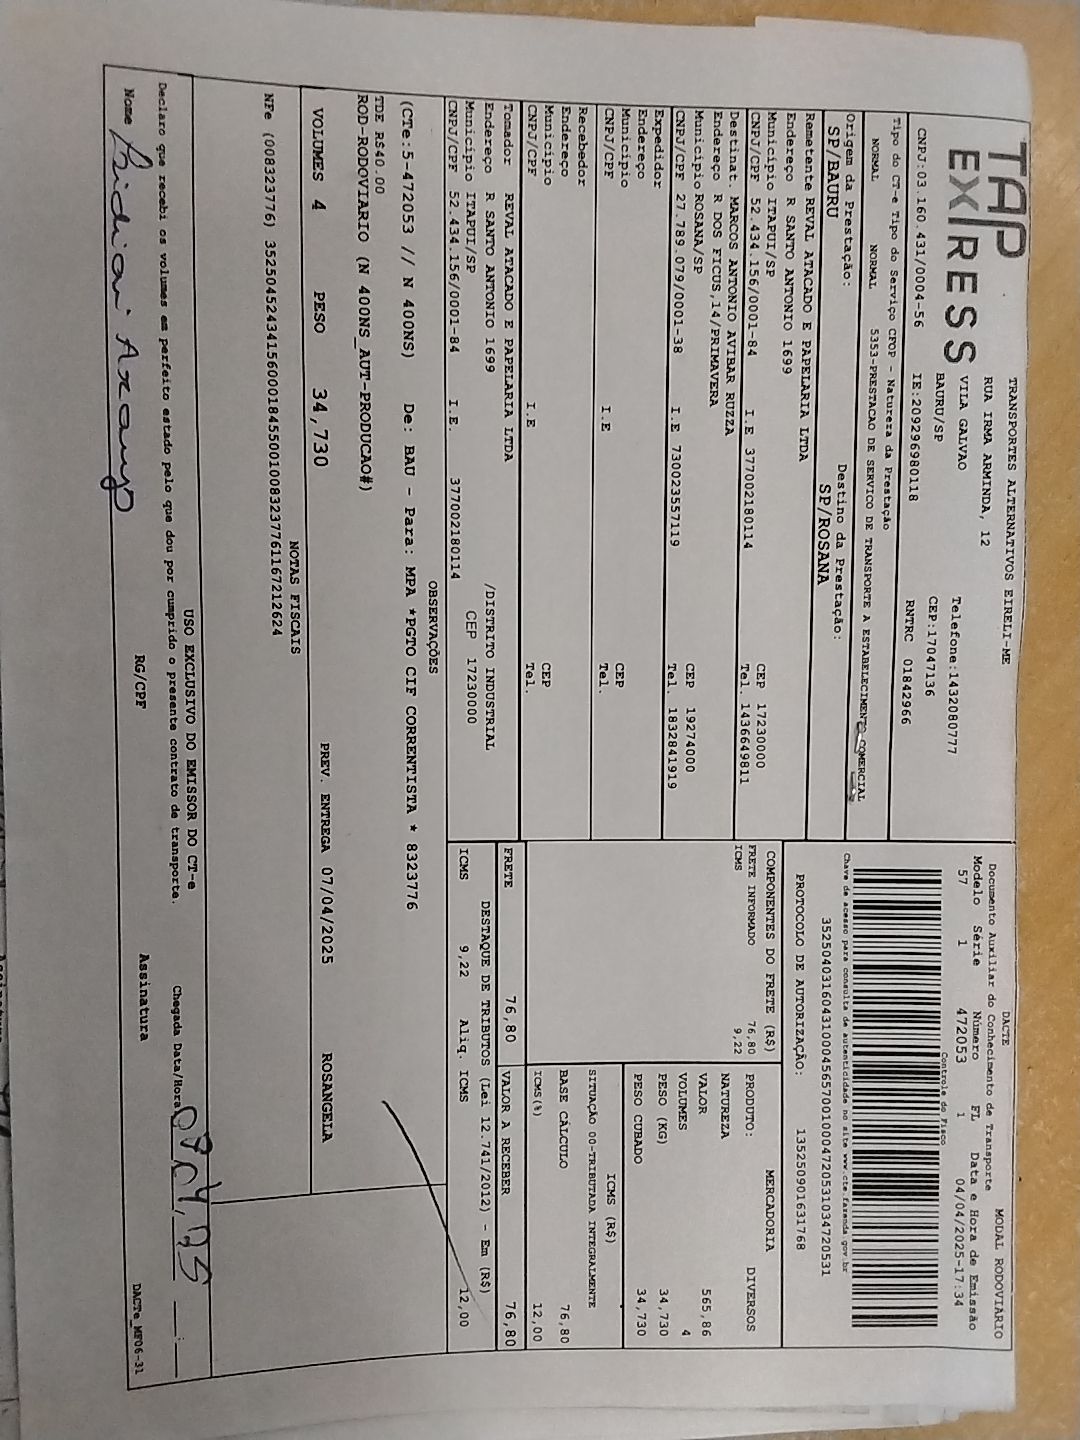 TAP
EXPRESS
TRANSPORTES ALTERNATIVOS EIRELI-ME
RUA IRMA ARMINDA, 12
VILA GALVAO
BAURU/SP
Telefone:1432080777
CEP:17047136
CNPJ:03.160.431/0004-56 IE:209296980118 RNTRC 01842966
Tipo do CT-e Tipo do Serviço CFOP - Natureza da Prestação
NORMAL NORMAL 5353-PRESTACAO DE SERVICO DE TRANSPORTE A ESTABELECIMENTO COMERCIAL
Origem da Prestação: Destino da Prestação:
SP/BAURU SP/ROSANA
Remetente REVAL ATACADO E PAPELARIA LTDA
Endereço R SANTO ANTONIO 1699
Município ITAPUI/SP CEP 17230000
CNPJ/CPF 52.434.156/0001-84 I.E 377002180114 Tel. 1436649811
Destinat. MARCOS ANTONIO AVIBAR RUZZA
Endereço R DOS FICUS,14/PRIMAVERA
Município ROSANA/SP CEP 19274000
CNPJ/CPF 27.789.079/0001-38 I.E 730023557119 Tel. 1832841919
Expedidor
Município CEP
CNPJ/CPF I.E Tel.
Recebedor
Endereço
Município CEP
CNPJ/CPF I.E Tel.
Tomador REVAL ATACADO E PAPELARIA LTDA
Endereço R SANTO ANTONIO 1699 /DISTRITO INDUSTRIAL
Município ITAPUI/SP CEP 17230000
CNPJ/CPF 52.434.156/0001-84 I.E. 377002180114
DACTE MODAL RODOVIÁRIO
Documento Auxiliar do Conhecimento de Transporte
Modelo Série Número FL Data e Hora de Emissão
57 1 472053 1 04/04/2025-17:34
Controle do Fisco
Chave de acesso para consulta de autenticidade no site www.cte.fazenda.gov.br
35250403160431000456570010004720531034720531
PROTOCOLO DE AUTORIZAÇÃO: 135250901631768
COMPONENTES DO FRETE (R$)
FRETE INFORMADO 76,80
ICMS 9,22
PRODUTO: MERCADORIA
NATUREZA DIVERSOS
VALOR 565,86
VOLUMES 4
PESO (KG) 34,730
PESO CUBADO 34,730
ICMS (R$)
SITUAÇÃO 00-TRIBUTADA INTEGRALMENTE
BASE CÁLCULO 76,80
ICMS(%) 12,00
FRETE 76,80 VALOR A RECEBER 76,80
DESTAQUE DE TRIBUTOS (Lei 12.741/2012) - Em (R$)
ICMS 9,22 Aliq. ICMS 12,00
OBSERVAÇÕES
(CTe:5-472053 // N 400NS) De: BAU - Para: MPA *PGTO CIF CORRENTISTA * 8323776
TDE R$40.00
ROD-RODOVIARIO (N 400NS_AUT-PRODUCAO#)
VOLUMES 4 PESO 34,730 PREV. ENTREGA 07/04/2025 ROSANGELA
NOTAS FISCAIS
NFe (008323776) 35250452434156000184550010083237761167212624
USO EXCLUSIVO DO EMISSOR DO CT-e
Declaro que recebi os volumes em perfeito estado pelo que dou por cumprido o presente contrato de transporte.
Chegada Data/Hora 07,04,25 :
Nome RG/CPF Assinatura
DACTe_MF06-31